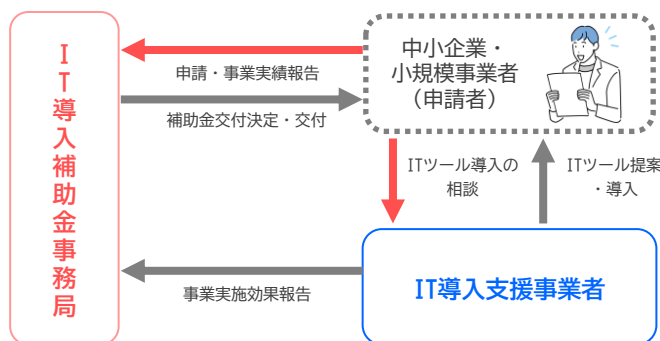 IT導入補助金事務局
申請・事業実績報告
補助金交付決定・交付
中小企業・
小規模事業者
（申請者）
ITツール導入の
相談
ITツール提案
・導入
事業実施効果報告
IT導入支援事業者